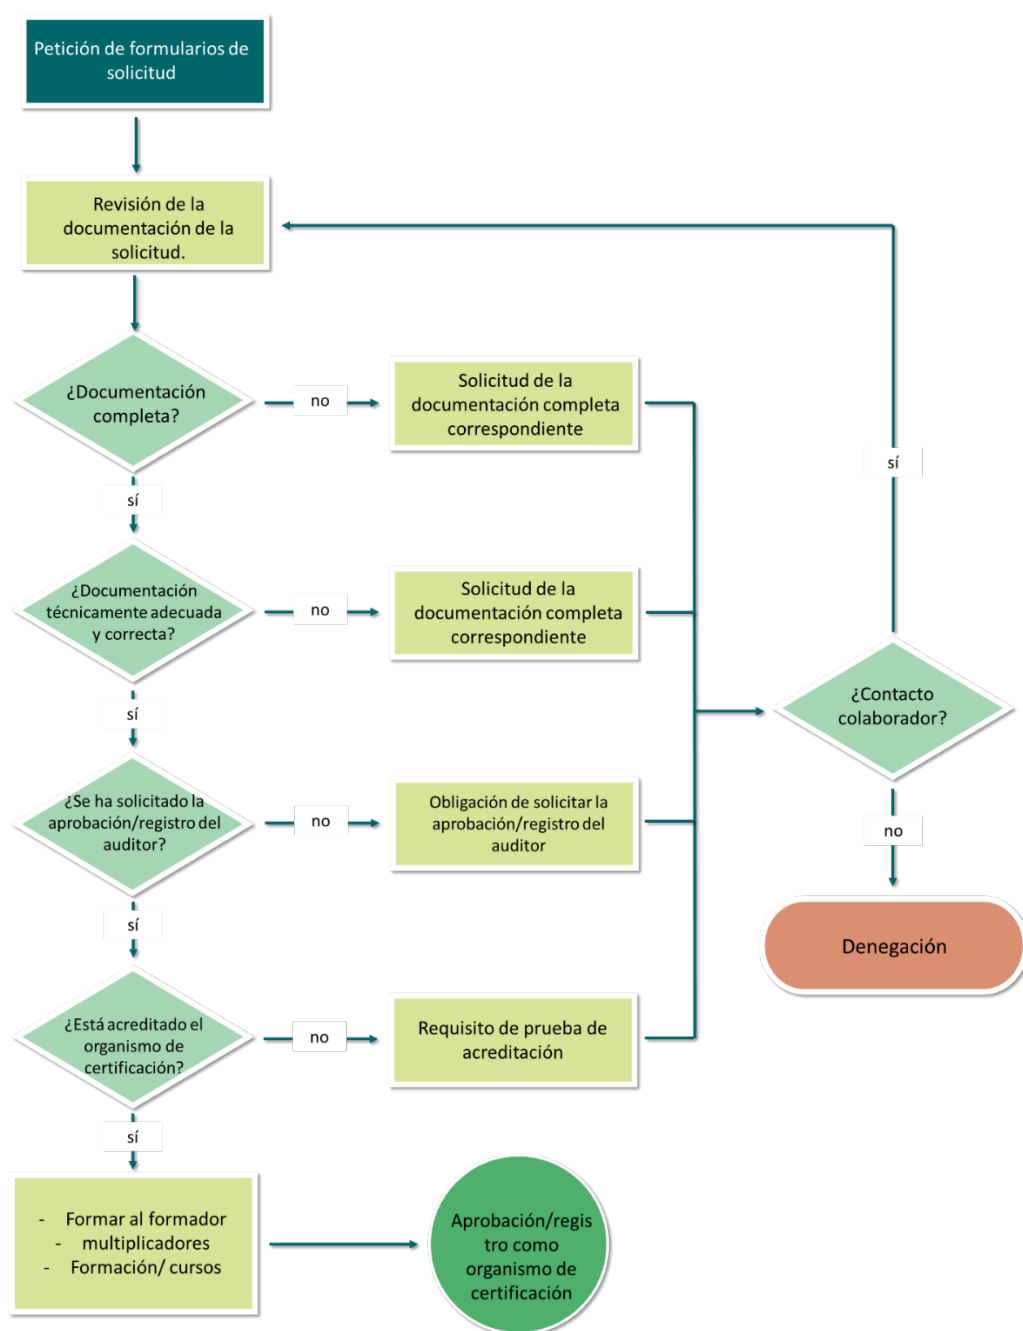 Petición de formularios de
solicitud
Revisión de la
documentación de la
solicitud.
¿Documentación
completa?
no
Solicitud de la
documentación completa
correspondiente
sí
sí
¿Documentación
técnicamente adecuada
y correcta?
no
Solicitud de la
documentación completa
correspondiente
¿Contacto
colaborador?
sí
¿Se ha solicitado la
aprobación/registro del
auditor?
no
Obligación de solicitar la
aprobación/registro del
auditor
no
sí
Denegación
¿Está acreditado el
organismo de
certificación?
no
Requisito de prueba de
acreditación
sí
- Formar al formador
- multiplicadores
- Formación/ cursos
Aprobación/regis
tro como
organismo de
certificación